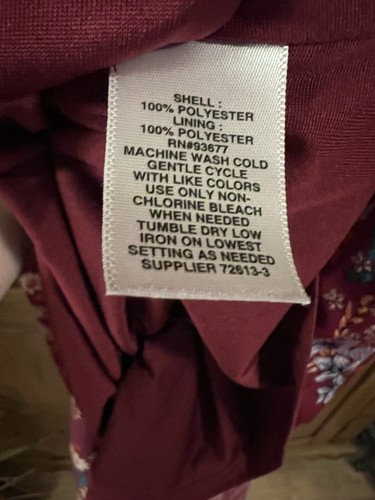 SHELL :
100% POLYESTER
LINING :
100% POLYESTER
RN#93677
MACHINE WASH COLD
GENTLE CYCLE
WITH LIKE COLORS
USE ONLY NON-
CHLORINE BLEACH
WHEN NEEDED
TUMBLE DRY LOW
IRON ON LOWEST
SETTING AS NEEDED
SUPPLIER 72613-3